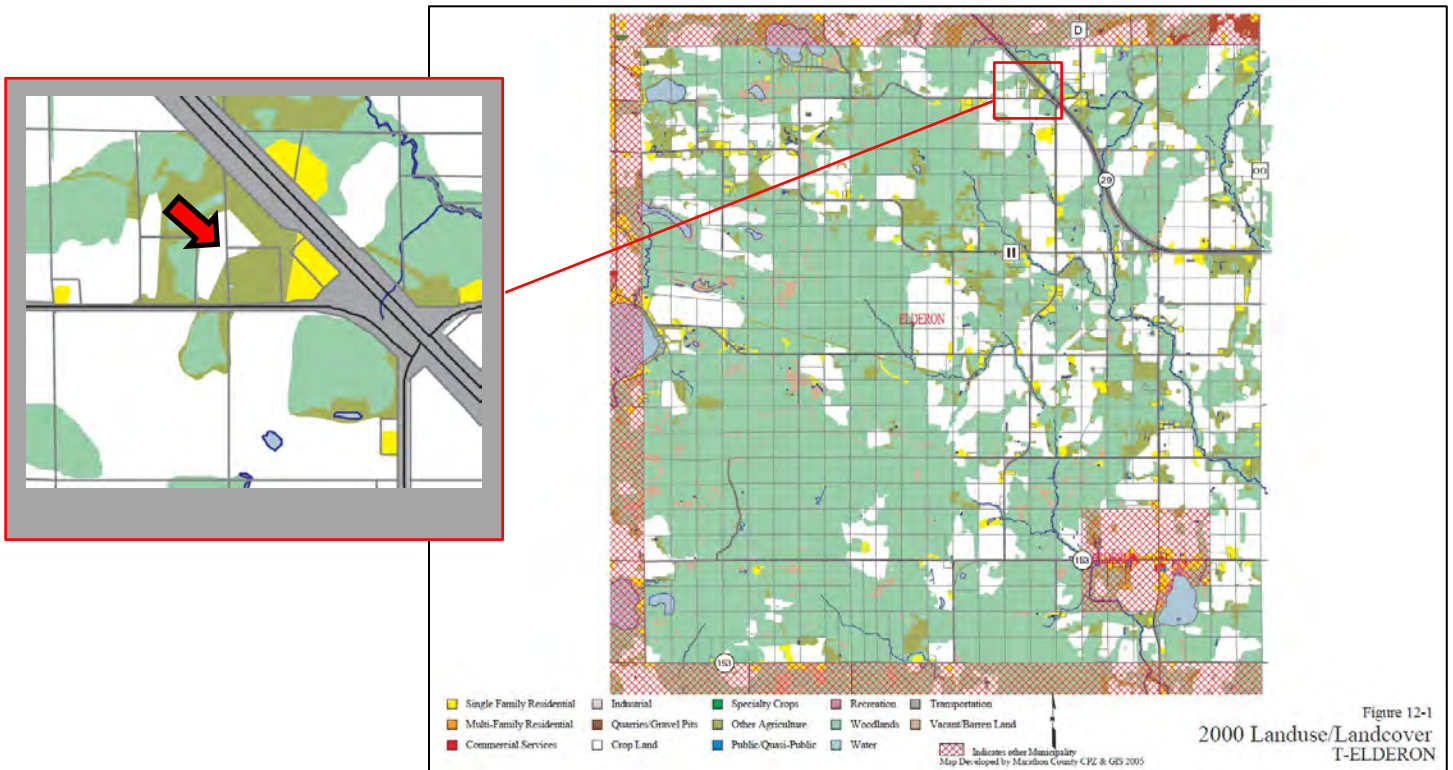 D
OO
29
II
ELDERON
153
153
Single Family Residential
Industrial
Specialty Crops
Recreation
Transportation
Multi-Family Residential
Quarries/Gravel Pits
Other Agriculture
Woodlands
Vacant/Barren Land
Commercial Services
Crop Land
Public/Quasi-Public
Water
Indicates other Municipality
Map Developed by Marathon County CPZ & GIS 2005
Figure 12-1
2000 Landuse/Landcover
T-ELDERON